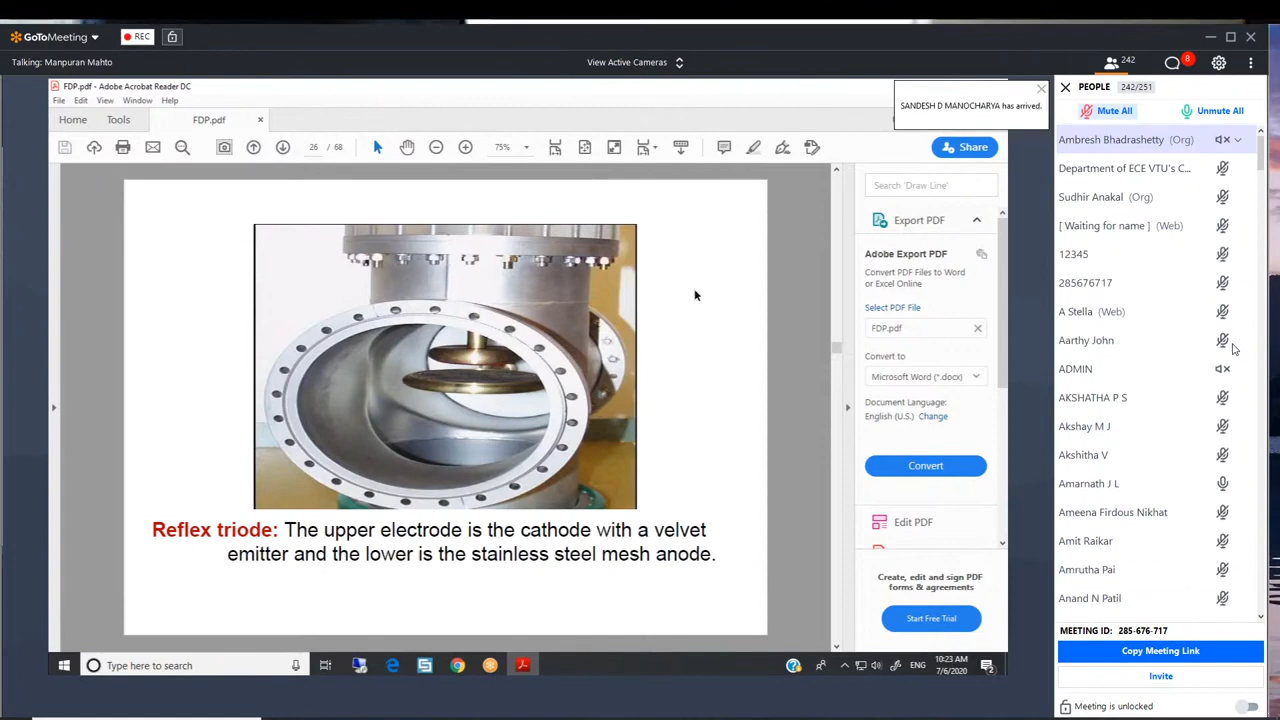 GoToMeeting
REC
Talking: Manpuran Mahto
View Active Cameras
242
8
FDP.pdf - Adobe Acrobat Reader DC
File Edit View Window Help
Home Tools FDP.pdf
26 / 68
75%
Share
SANDESH D MANOCHARYA has arrived.
Reflex triode: The upper electrode is the cathode with a velvet
emitter and the lower is the stainless steel mesh anode.
Search 'Draw Line'
Export PDF
Adobe Export PDF
Convert PDF Files to Word
or Excel Online
Select PDF File
FDP.pdf
Convert to
Microsoft Word (*.docx)
Document Language:
English (U.S.) Change
Convert
Edit PDF
Create, edit and sign PDF
forms & agreements
Start Free Trial
Type here to search
ENG
10:23 AM
7/6/2020
2
PEOPLE 242/251
Mute All Unmute All
Ambresh Bhadrashetty (Org)
Department of ECE VTU's C...
Sudhir Anakal (Org)
[ Waiting for name ] (Web)
12345
285676717
A Stella (Web)
Aarthy John
ADMIN
AKSHATHA P S
Akshay M J
Akshitha V
Amarnath J L
Ameena Firdous Nikhat
Amit Raikar
Amrutha Pai
Anand N Patil
MEETING ID: 285-676-717
Copy Meeting Link
Invite
Meeting is unlocked